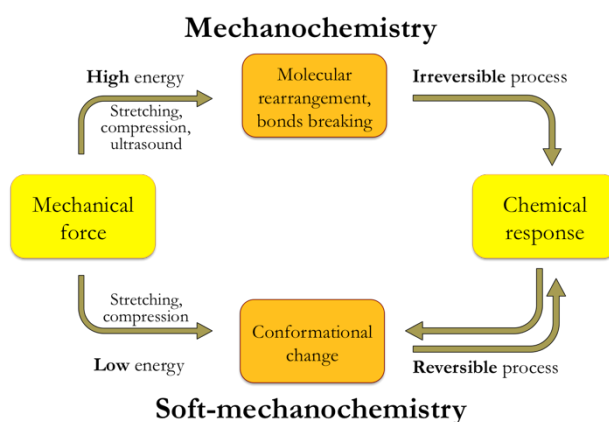 Mechanochemistry
High energy
Stretching,
compression,
ultrasound
Molecular
rearrangement,
bonds breaking
Irreversible process
Mechanical
force
Chemical
response
Stretching,
compression
Low energy
Conformational
change
Reversible process
Soft-mechanochemistry